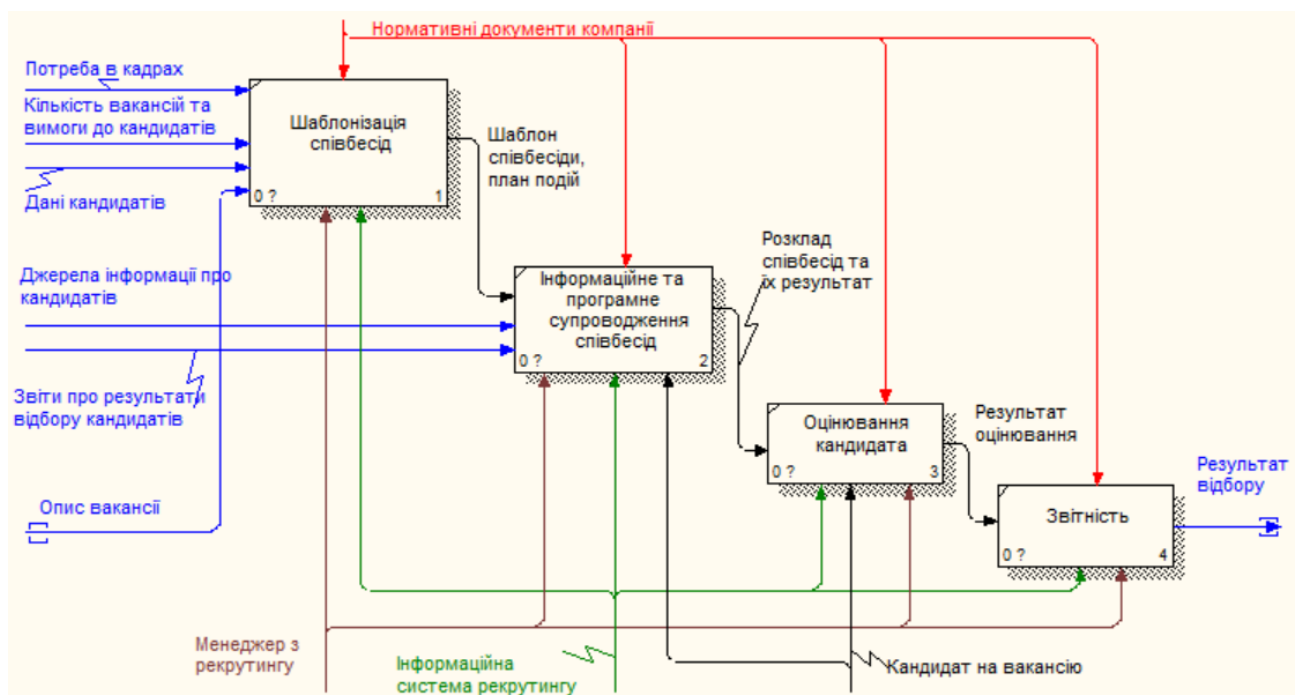 Нормативні документи компанії
Потреба в кадрах
Кількість вакансій та
вимоги до кандидатів
Дані кандидатів
Шаблонізація
співбесід
0 ?
1
Шаблон
співбесіди,
план подій
Джерела інформації про
кандидатів
Інформаційне та
програмне
супроводження
співбесід
0 ?
2
Розклад
співбесід та
їх результат
Звіти про результати
відбору кандидатів
Оцінювання
кандидата
0 ?
3
Результат
оцінювання
Опис вакансії
Звітність
0 ?
4
Результат
відбору
Менеджер з
рекрутингу
Інформаційна
система рекрутингу
Кандидат на вакансію